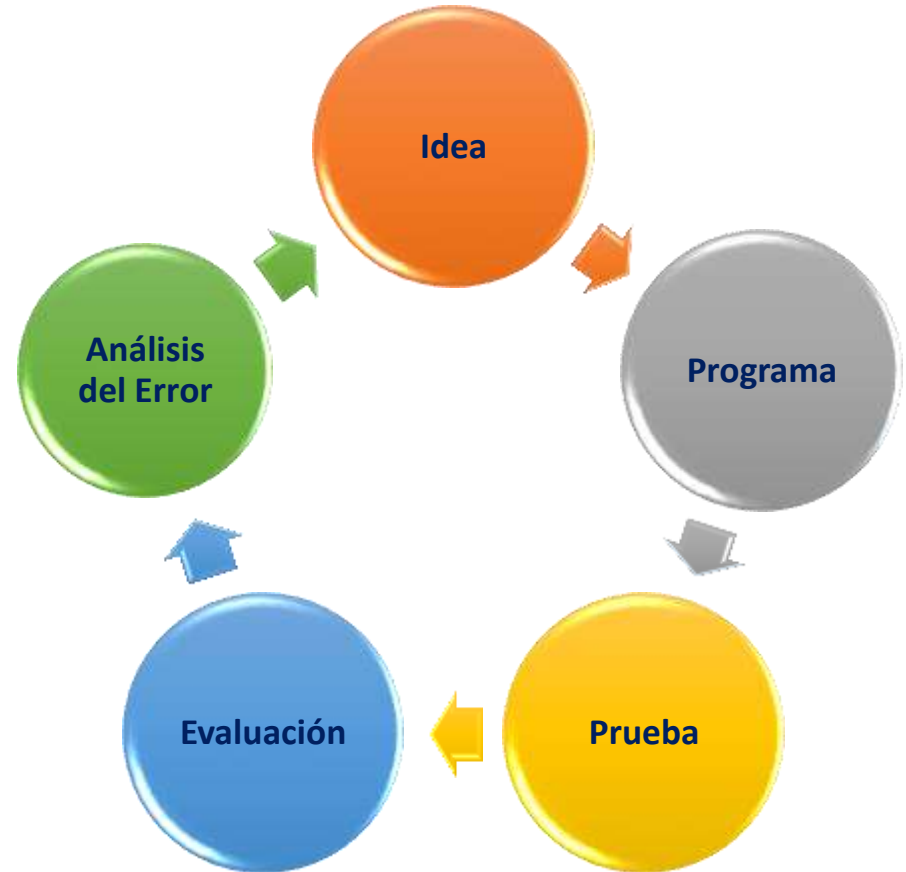 Idea
Programa
Prueba
Evaluación
Análisis
del Error